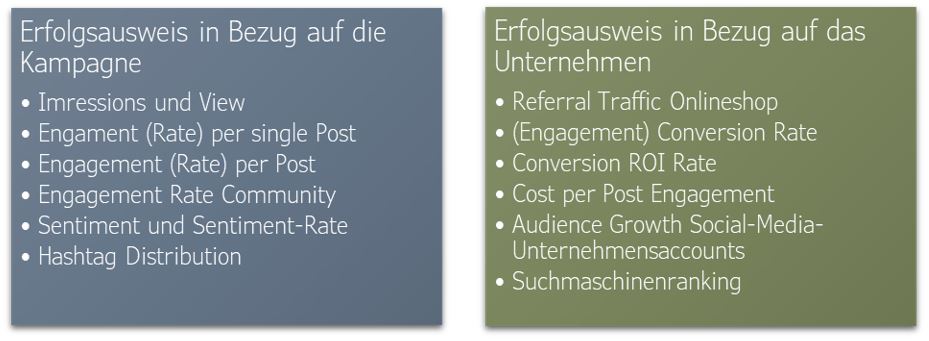 Erfolgsausweis in Bezug auf die
Kampagne
• Imressions und View
• Engament (Rate) per single Post
• Engagement (Rate) per Post
• Engagement Rate Community
• Sentiment und Sentiment-Rate
• Hashtag Distribution
Erfolgsausweis in Bezug auf das
Unternehmen
• Referral Traffic Onlineshop
• (Engagement) Conversion Rate
• Conversion ROI Rate
• Cost per Post Engagement
• Audience Growth Social-Media-
Unternehmensaccounts
• Suchmaschinenranking